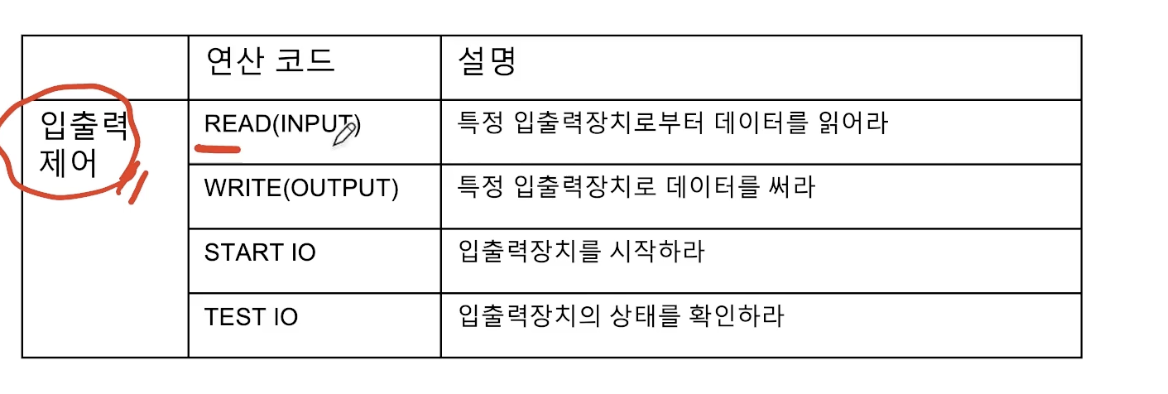 연산 코드 설명
입출력 제어
READ(INPUT) 특정 입출력장치로부터 데이터를 읽어라
WRITE(OUTPUT) 특정 입출력장치로 데이터를 써라
START IO 입출력장치를 시작하라
TEST IO 입출력장치의 상태를 확인하라